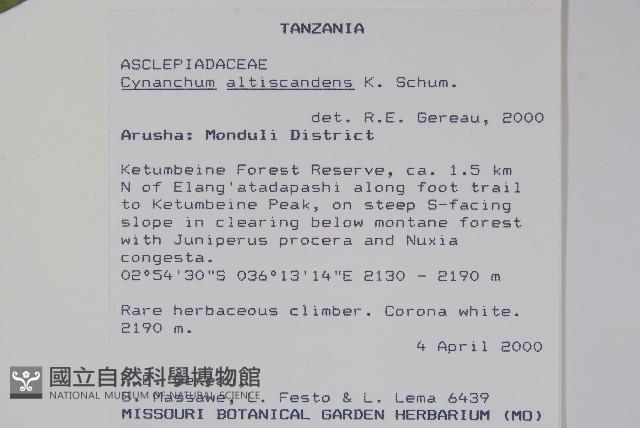 TANZANIA
ASCLEPIADACEAE
Cynanchum altiscandens K. Schum.
det. R.E. Gereau, 2000
Arusha: Monduli District
Ketumbeine Forest Reserve, ca. 1.5 km
N of Elang'atadapashi along foot trail
to Ketumbeine Peak, on steep S-facing
slope in clearing below montane forest
with Juniperus procera and Nuxia
congesta.
02°54'30"S 036°13'14"E 2130 - 2190 m
Rare herbaceous climber. Corona white.
2190 m.
4 April 2000
國立自然科學博物館
NATIONAL MUSEUM OF NATURAL SCIENCE
Massawe, Festo & L. Lema 6439
MISSOURI BOTANICAL GARDEN HERBARIUM (MO)